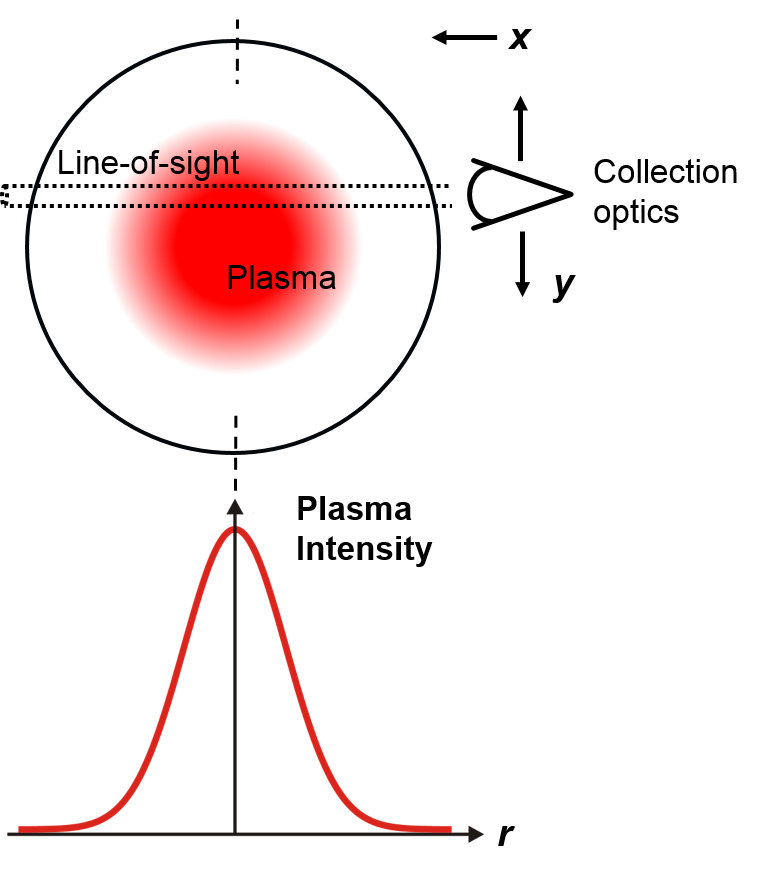 x
Line-of-sight
Collection
optics
Plasma
y
Plasma
Intensity
r